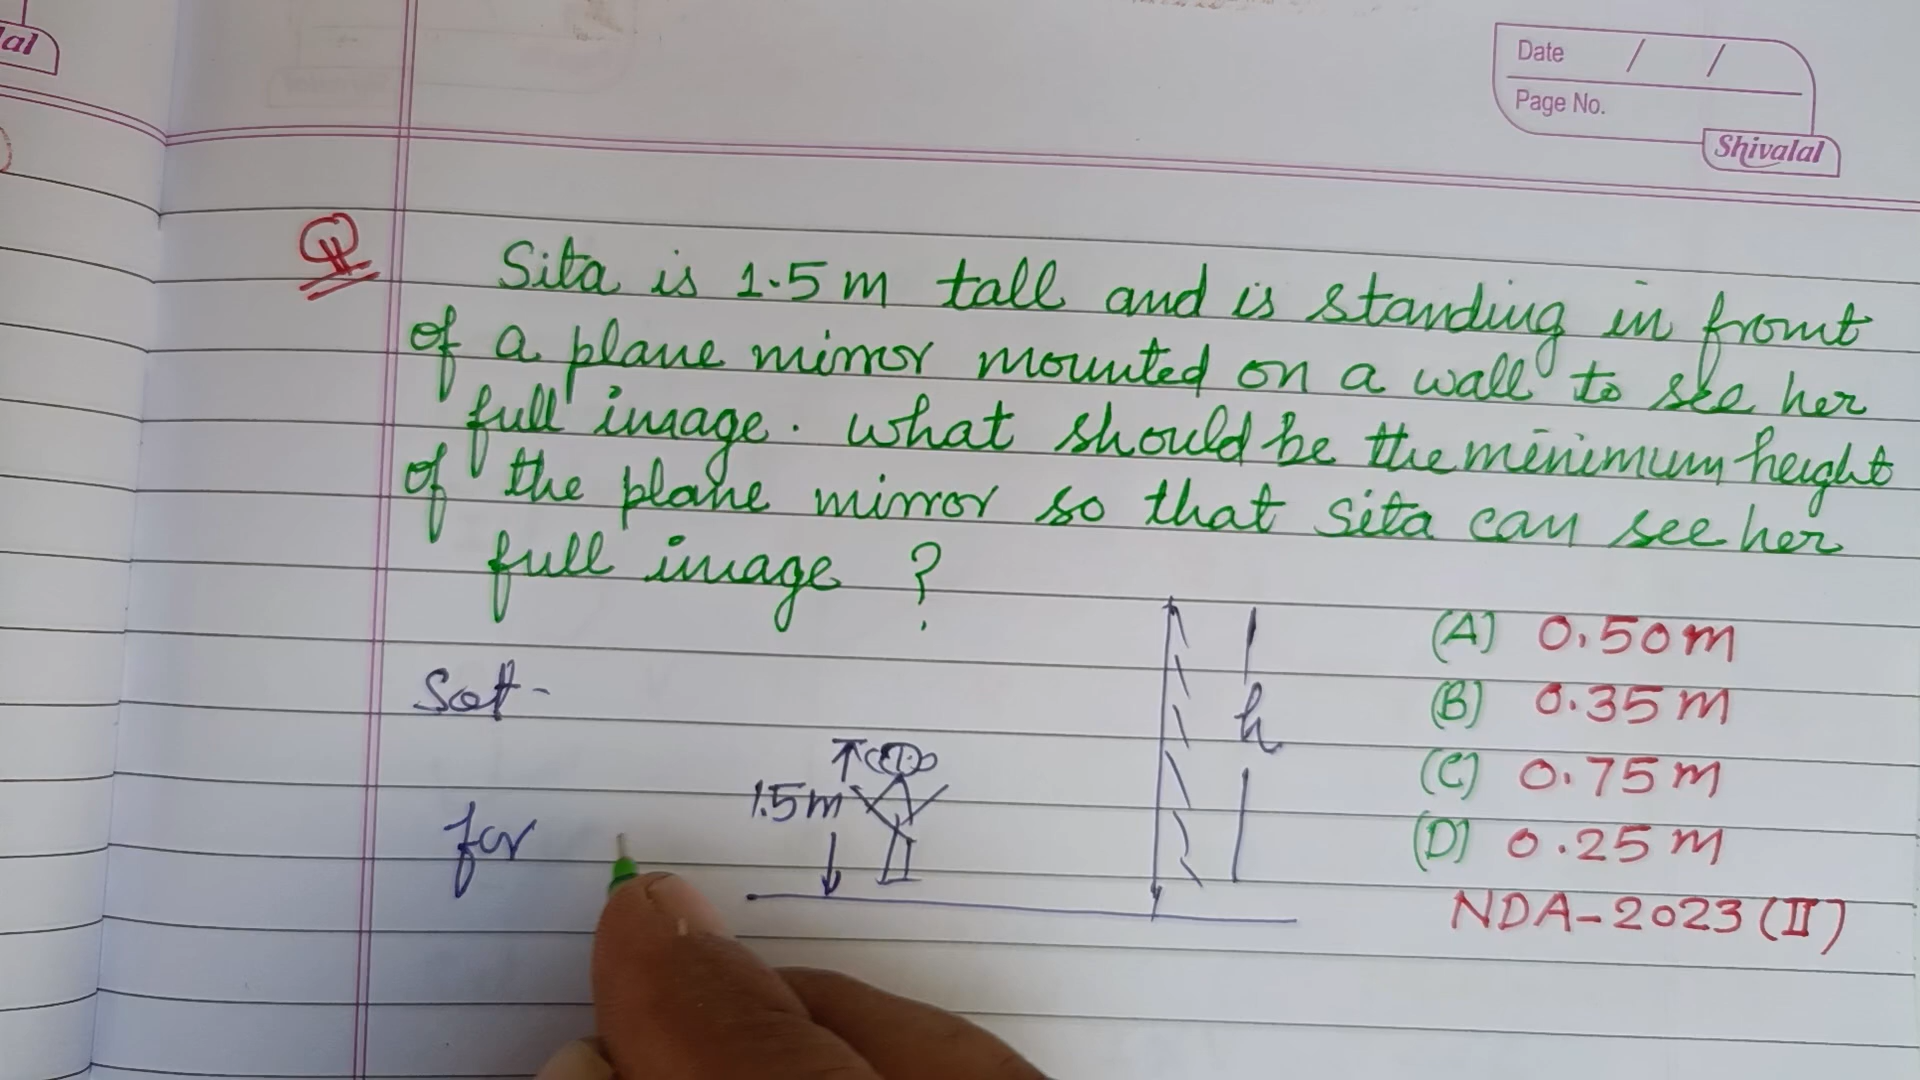 al
Date / /
Page No.
Shivalal
Q Sita is 1.5 m tall and is standing in front
of a plane mirror mounted on a wall to see her
full image. What should be the minimum height
of the plane mirror so that Sita can see her
full image ?
(A) 0.50 m
(B) 0.35 m
(C) 0.75 m
(D) 0.25 m
NDA-2023 (II)
Sol-
h
1.5m
for